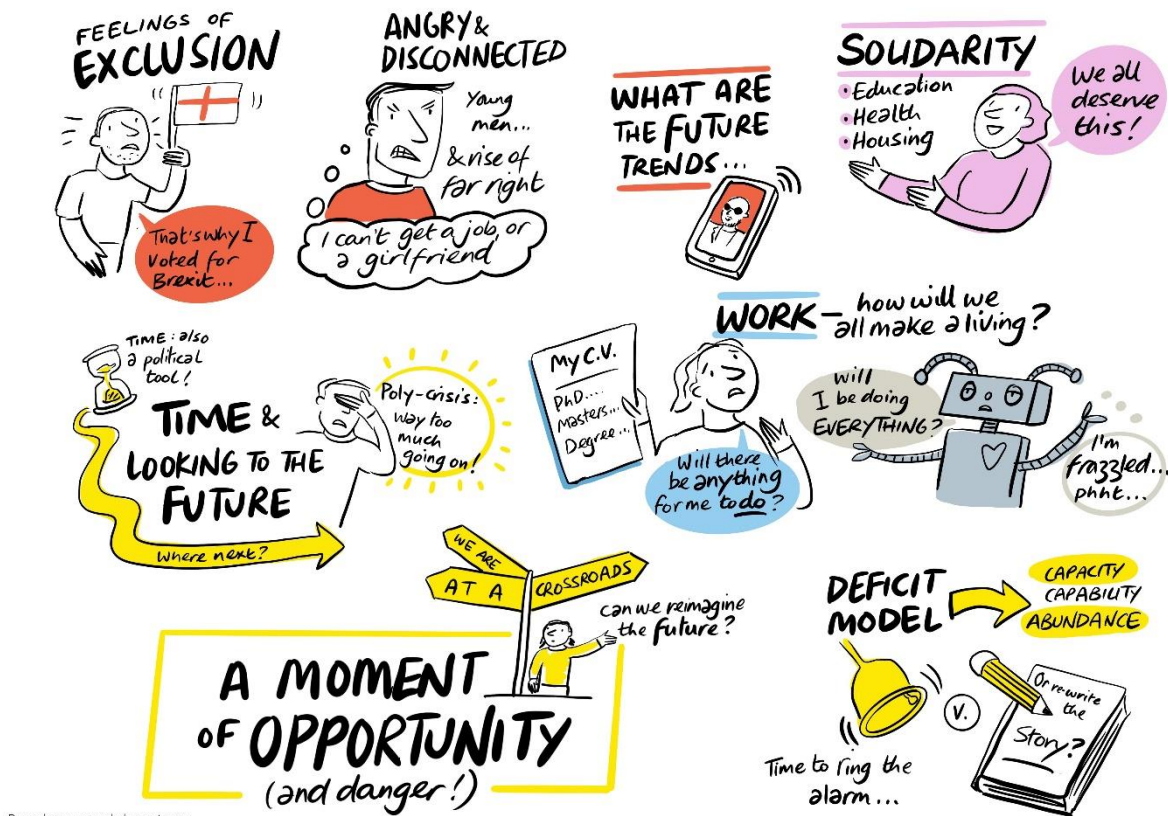 FEELINGS OF
EXCLUSION
That's why I
voted for
Brexit...
ANGRY &
DISCONNECTED
Young
men...
& rise of
far right
I can't get a job, or
a girlfriend
WHAT ARE
THE FUTURE
TRENDS...
SOLIDARITY
• Education
• Health
• Housing
We all
deserve
this!
TIME: also
a political
tool!
TIME &
LOOKING TO THE
FUTURE
Where next?
Poly-crisis:
way too
much
going on!
WORK – how will we
all make a living?
My C.V.
PhD....
Masters...
Degree...
Will there
be anything
for me to do?
Will
I be doing
EVERYTHING?
I'm
frazzled...
phht...
WE ARE
AT A
CROSSROADS
can we reimagine
the future?
A MOMENT
OF OPPORTUNITY
(and danger!)
DEFICIT
MODEL
CAPACITY
CAPABILITY
ABUNDANCE
Time to ring the
alarm...
V.
Or re-write
the
Story?